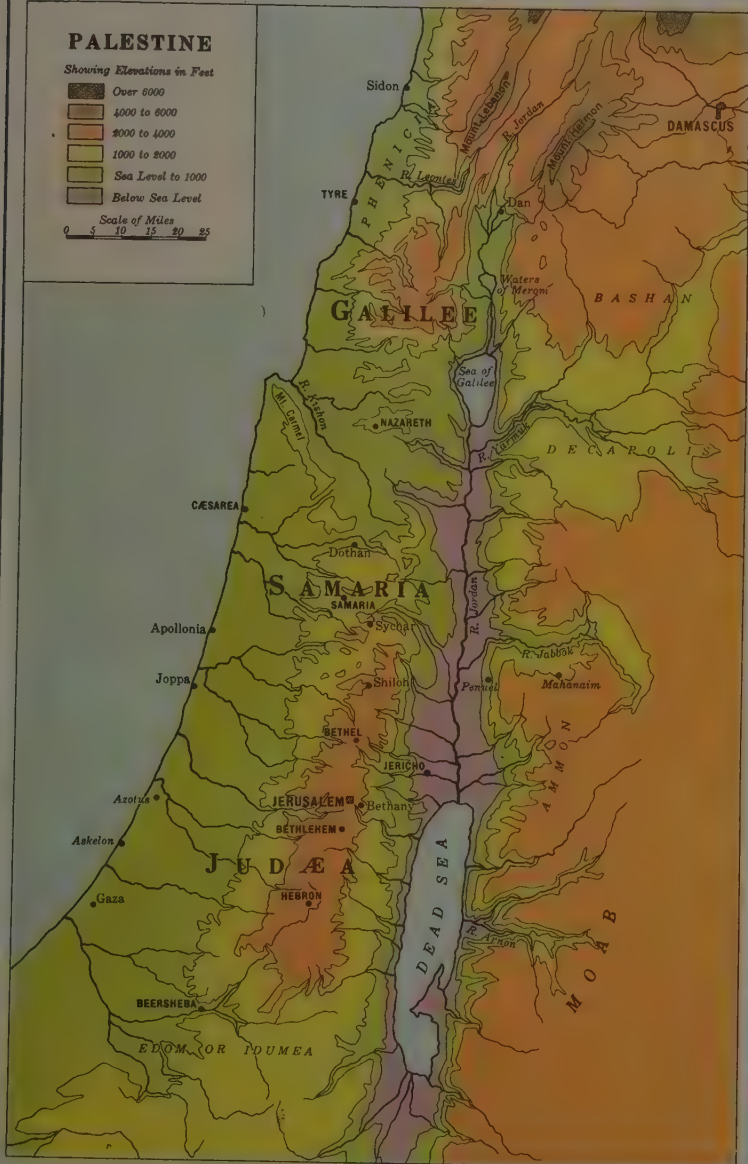 PALESTINE
Showing Elevations in Feet
Over 6000
4000 to 6000
2000 to 4000
1000 to 2000
Sea Level to 1000
Below Sea Level
Scale of Miles
0 5 10 15 20 25
Sidon
Mount Lebanon
R. Jordan
Mount Hermon
DAMASCUS
PHENICIA
R. Leontes
TYRE
Dan
Waters
of Merom
BASHAN
GALILEE
Sea of
Galilee
R. Kishon
Mt. Carmel
NAZARETH
R. Yarmuk
DECAPOLIS
CÆSAREA
Dothan
SAMARIA
SAMARIA
R. Jordan
Apollonia
Sychar
R. Jabbok
Joppa
Shiloh
Penuel
Mahanaim
BETHEL
AMMON
JERICHO
Azotus
JERUSALEM
Bethany
BETHLEHEM
Askelon
JUDÆA
DEAD SEA
Gaza
HEBRON
R. Arnon
MOAB
BEERSHEBA
EDOM OR IDUMEA